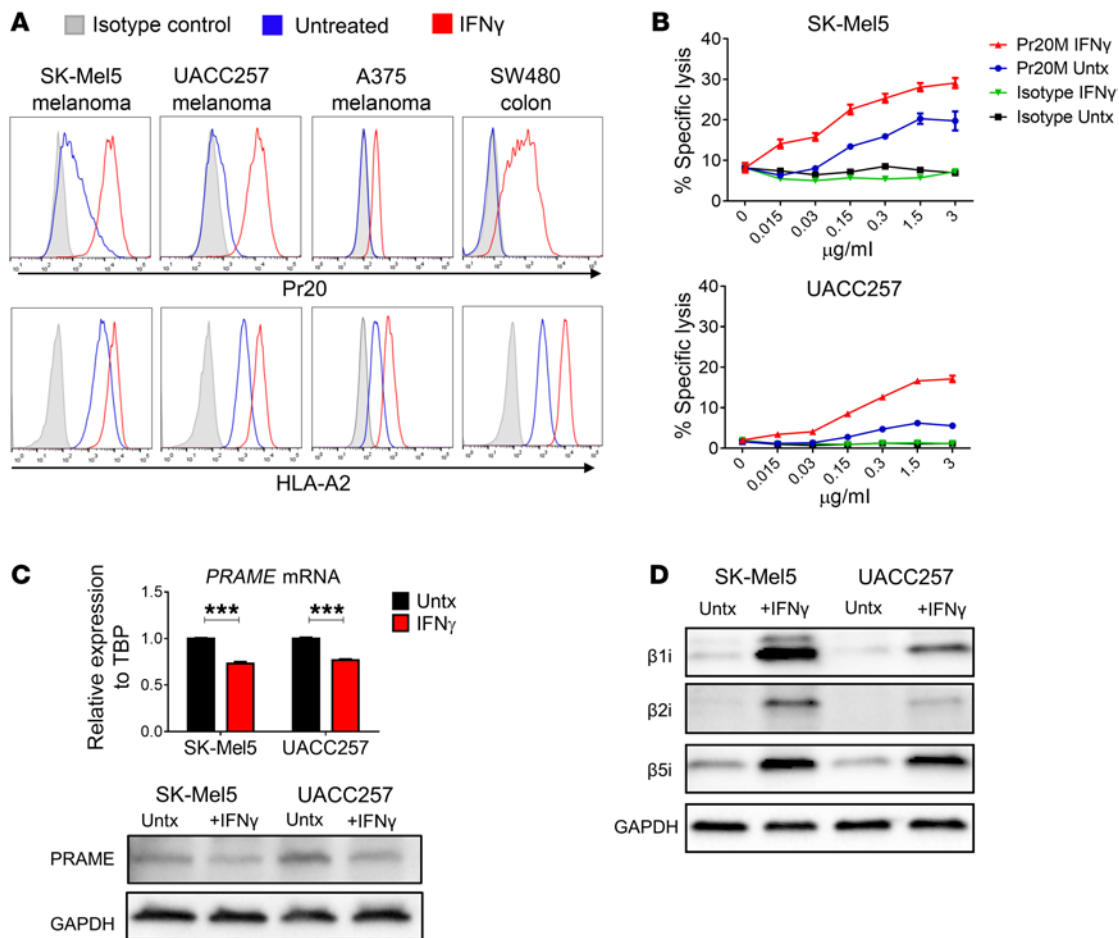 A
Isotype control Untreated IFNγ
SK-Mel5 melanoma
UACC257 melanoma
A375 melanoma
SW480 colon
Pr20
HLA-A2
B
SK-Mel5
% Specific lysis
40
30
20
10
0
0 0.015 0.03 0.15 0.3 1.5 3
μg/ml
Pr20M IFNγ
Pr20M Untx
Isotype IFNγ
Isotype Untx
UACC257
% Specific lysis
40
30
20
10
0
0 0.015 0.03 0.15 0.3 1.5 3
μg/ml
C
PRAME mRNA
Relative expression
to TBP
1.5
1.0
0.5
0.0
*** ***
SK-Mel5 UACC257
Untx
IFNγ
SK-Mel5 UACC257
Untx +IFNγ Untx +IFNγ
PRAME
GAPDH
D
SK-Mel5 UACC257
Untx +IFNγ Untx +IFNγ
β1i
β2i
β5i
GAPDH